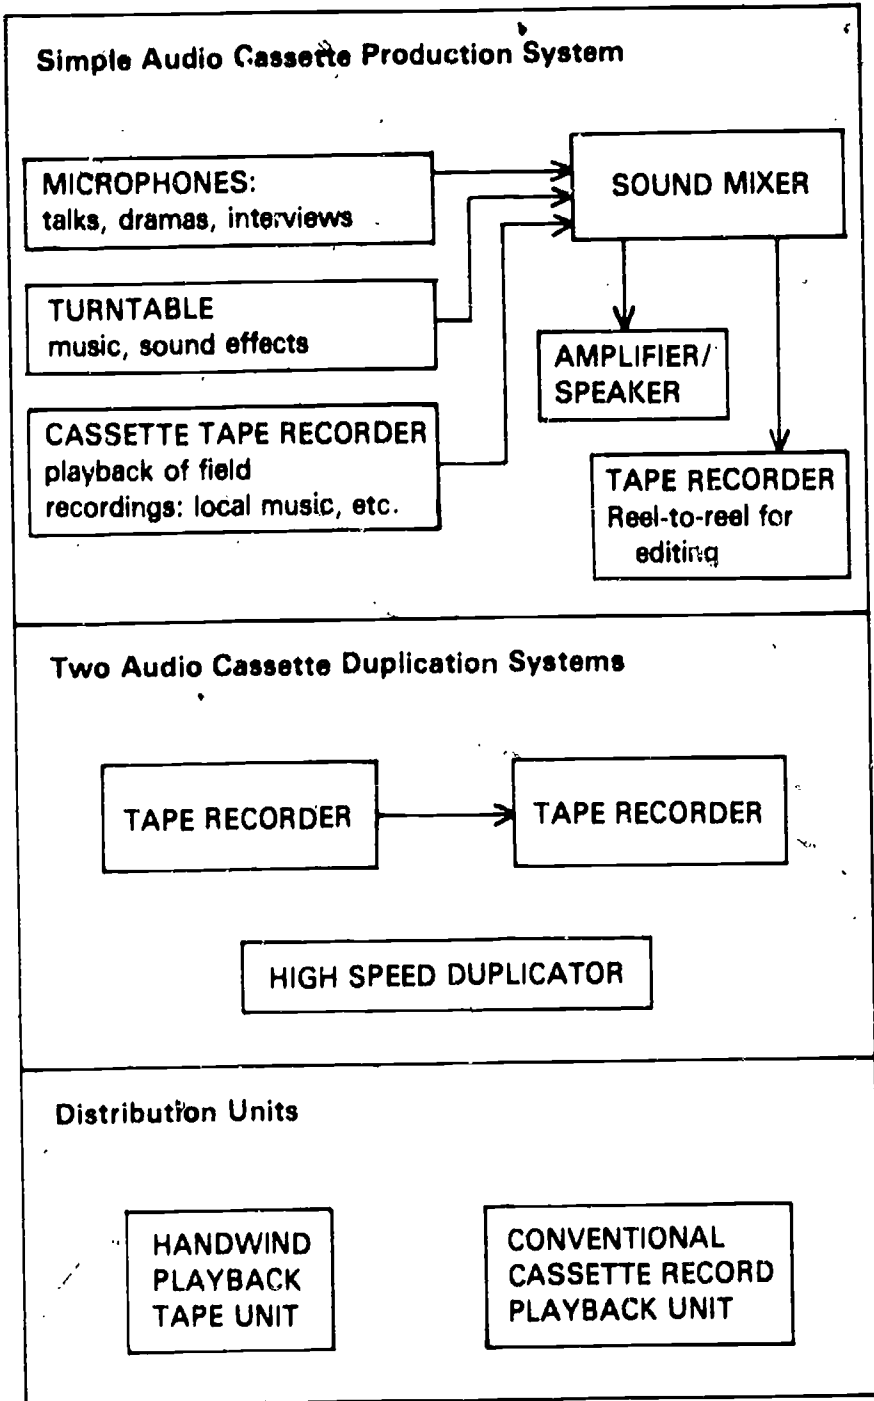 Simple Audio Cassette Production System
MICROPHONES:
talks, dramas, interviews
TURNTABLE
music, sound effects
CASSETTE TAPE RECORDER
playback of field
recordings: local music, etc.
SOUND MIXER
AMPLIFIER/
SPEAKER
TAPE RECORDER
Reel-to-reel for
editing
Two Audio Cassette Duplication Systems
TAPE RECORDER
TAPE RECORDER
HIGH SPEED DUPLICATOR
Distribution Units
HANDWIND
PLAYBACK
TAPE UNIT
CONVENTIONAL
CASSETTE RECORD
PLAYBACK UNIT